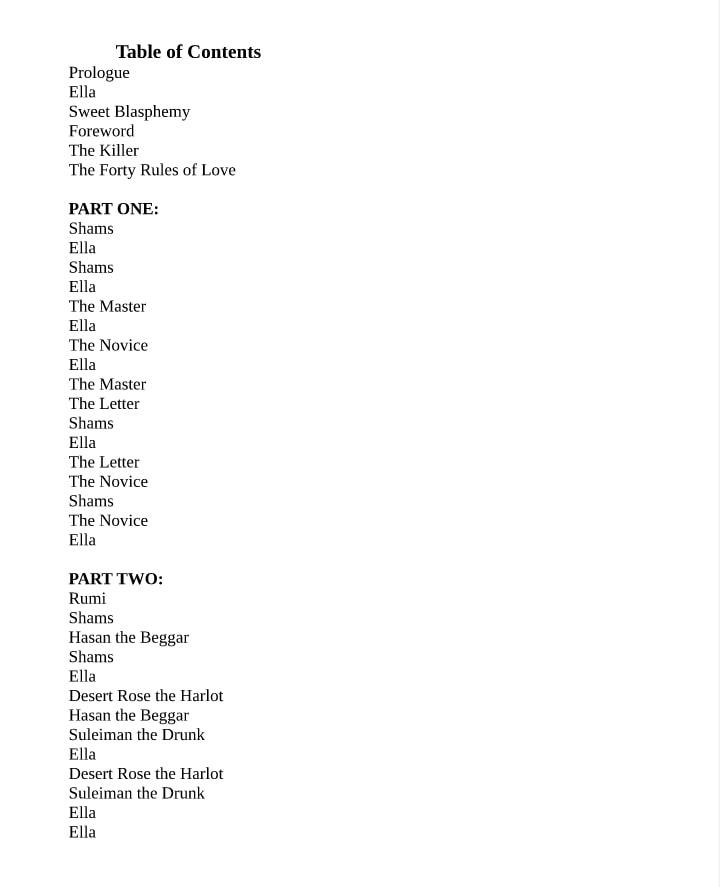 Table of Contents
Prologue
Ella
Sweet Blasphemy
Foreword
The Killer
The Forty Rules of Love
PART ONE:
Shams
Ella
Shams
Ella
The Master
Ella
The Novice
Ella
The Master
The Letter
Shams
Ella
The Letter
The Novice
Shams
The Novice
Ella
PART TWO:
Rumi
Shams
Hasan the Beggar
Shams
Ella
Desert Rose the Harlot
Hasan the Beggar
Suleiman the Drunk
Ella
Desert Rose the Harlot
Suleiman the Drunk
Ella
Ella